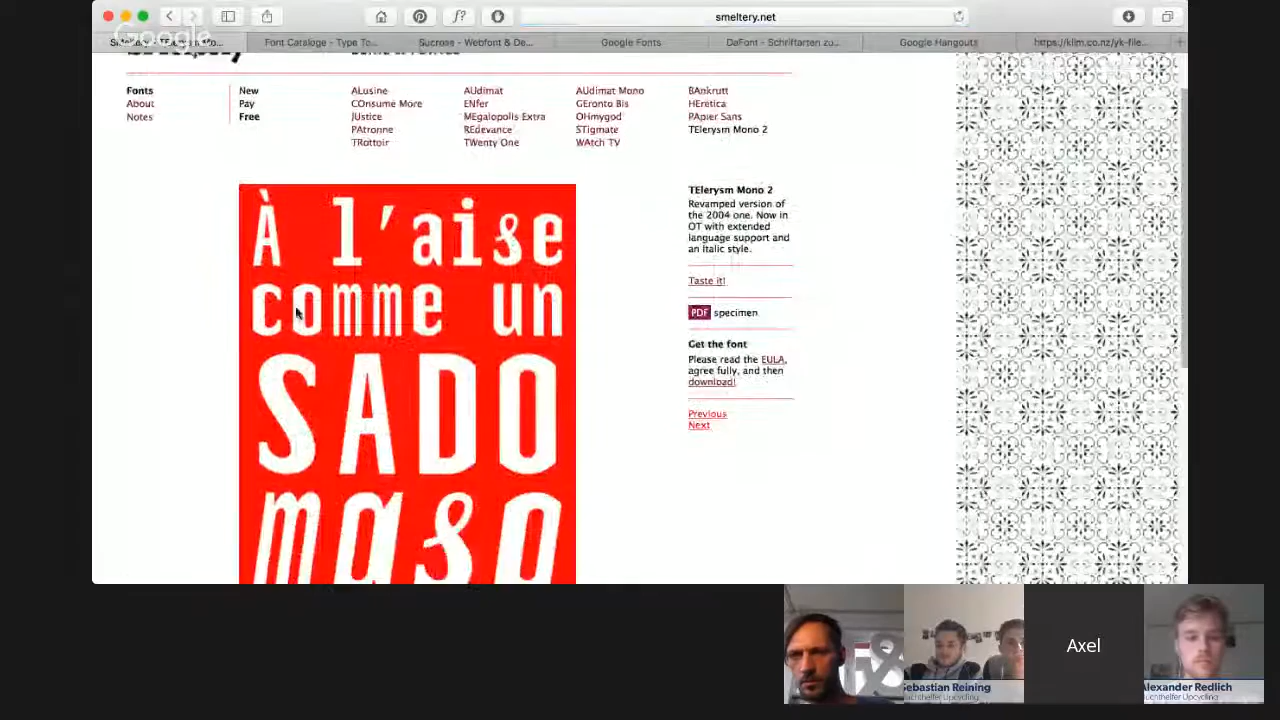 smeltery.net
Google
Smeltery - TElerysm Mo...
Font Cataloge - Type To...
Sucrose - Webfont & De...
Google Fonts
DaFont - Schriftarten zu...
Google Hangouts
https://klim.co.nz/yk-file...
Fonts
About
Notes
New
Pay
Free
ALusine
COnsume More
JUstice
PAtronne
TRottoir
AUdimat
ENfer
MEgalopolis Extra
REdevance
TWenty One
AUdimat Mono
GEronto Bis
OHmygod
STigmate
WAtch TV
BAnkrutt
HEretica
PApier Sans
TElerysm Mono 2
À l'aise
comme un
SADO
maso
TElerysm Mono 2
Revamped version of
the 2004 one. Now in
OT with extended
language support and
an Italic style.
Taste it!
PDF specimen
Get the font
Please read the EULA,
agree fully, and then
download!
Previous
Next
&
Sebastian Reining
Axel
Alexander Redlich